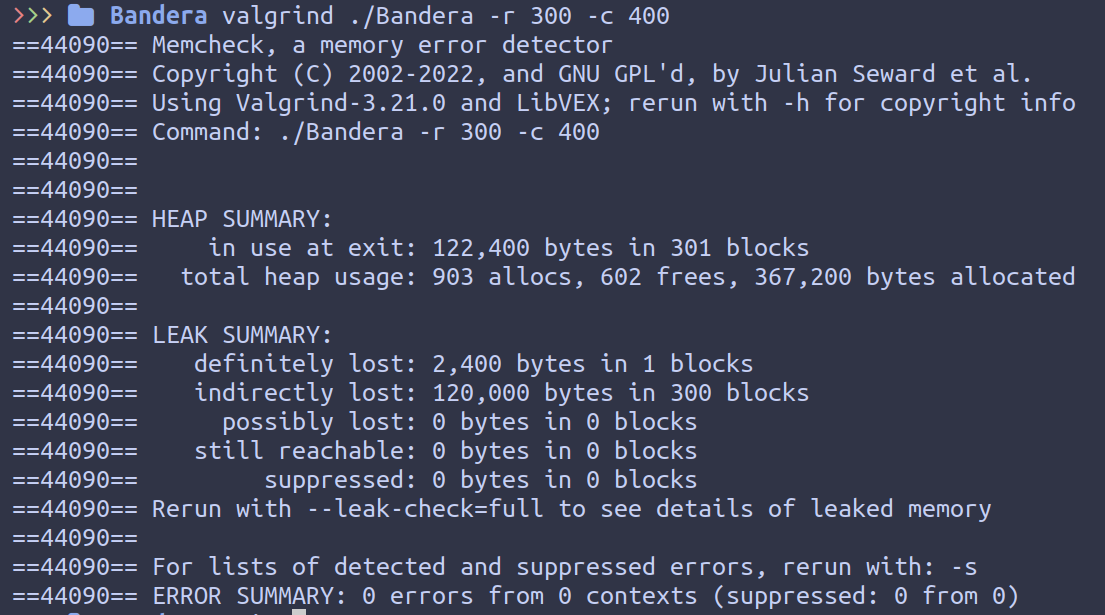 >>> Bandera valgrind ./Bandera -r 300 -c 400
==44090== Memcheck, a memory error detector
==44090== Copyright (C) 2002-2022, and GNU GPL'd, by Julian Seward et al.
==44090== Using Valgrind-3.21.0 and LibVEX; rerun with -h for copyright info
==44090== Command: ./Bandera -r 300 -c 400
==44090==
==44090==
==44090== HEAP SUMMARY:
==44090==     in use at exit: 122,400 bytes in 301 blocks
==44090==   total heap usage: 903 allocs, 602 frees, 367,200 bytes allocated
==44090==
==44090== LEAK SUMMARY:
==44090==    definitely lost: 2,400 bytes in 1 blocks
==44090==    indirectly lost: 120,000 bytes in 300 blocks
==44090==      possibly lost: 0 bytes in 0 blocks
==44090==    still reachable: 0 bytes in 0 blocks
==44090==         suppressed: 0 bytes in 0 blocks
==44090== Rerun with --leak-check=full to see details of leaked memory
==44090==
==44090== For lists of detected and suppressed errors, rerun with: -s
==44090== ERROR SUMMARY: 0 errors from 0 contexts (suppressed: 0 from 0)